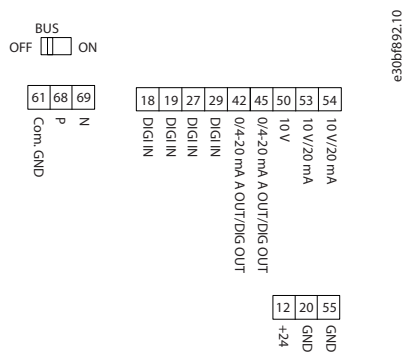 e30bf892.10
BUS
OFF ON
61 68 69
Com. GND
P
N
18 19 27 29 42 45 50 53 54
DIGI IN
DIGI IN
DIGI IN
DIGI IN
0/4-20 mA A OUT/DIG OUT
0/4-20 mA A OUT/DIG OUT
10 V
10 V/20 mA
10 V/20 mA
12 20 55
+24
GND
GND